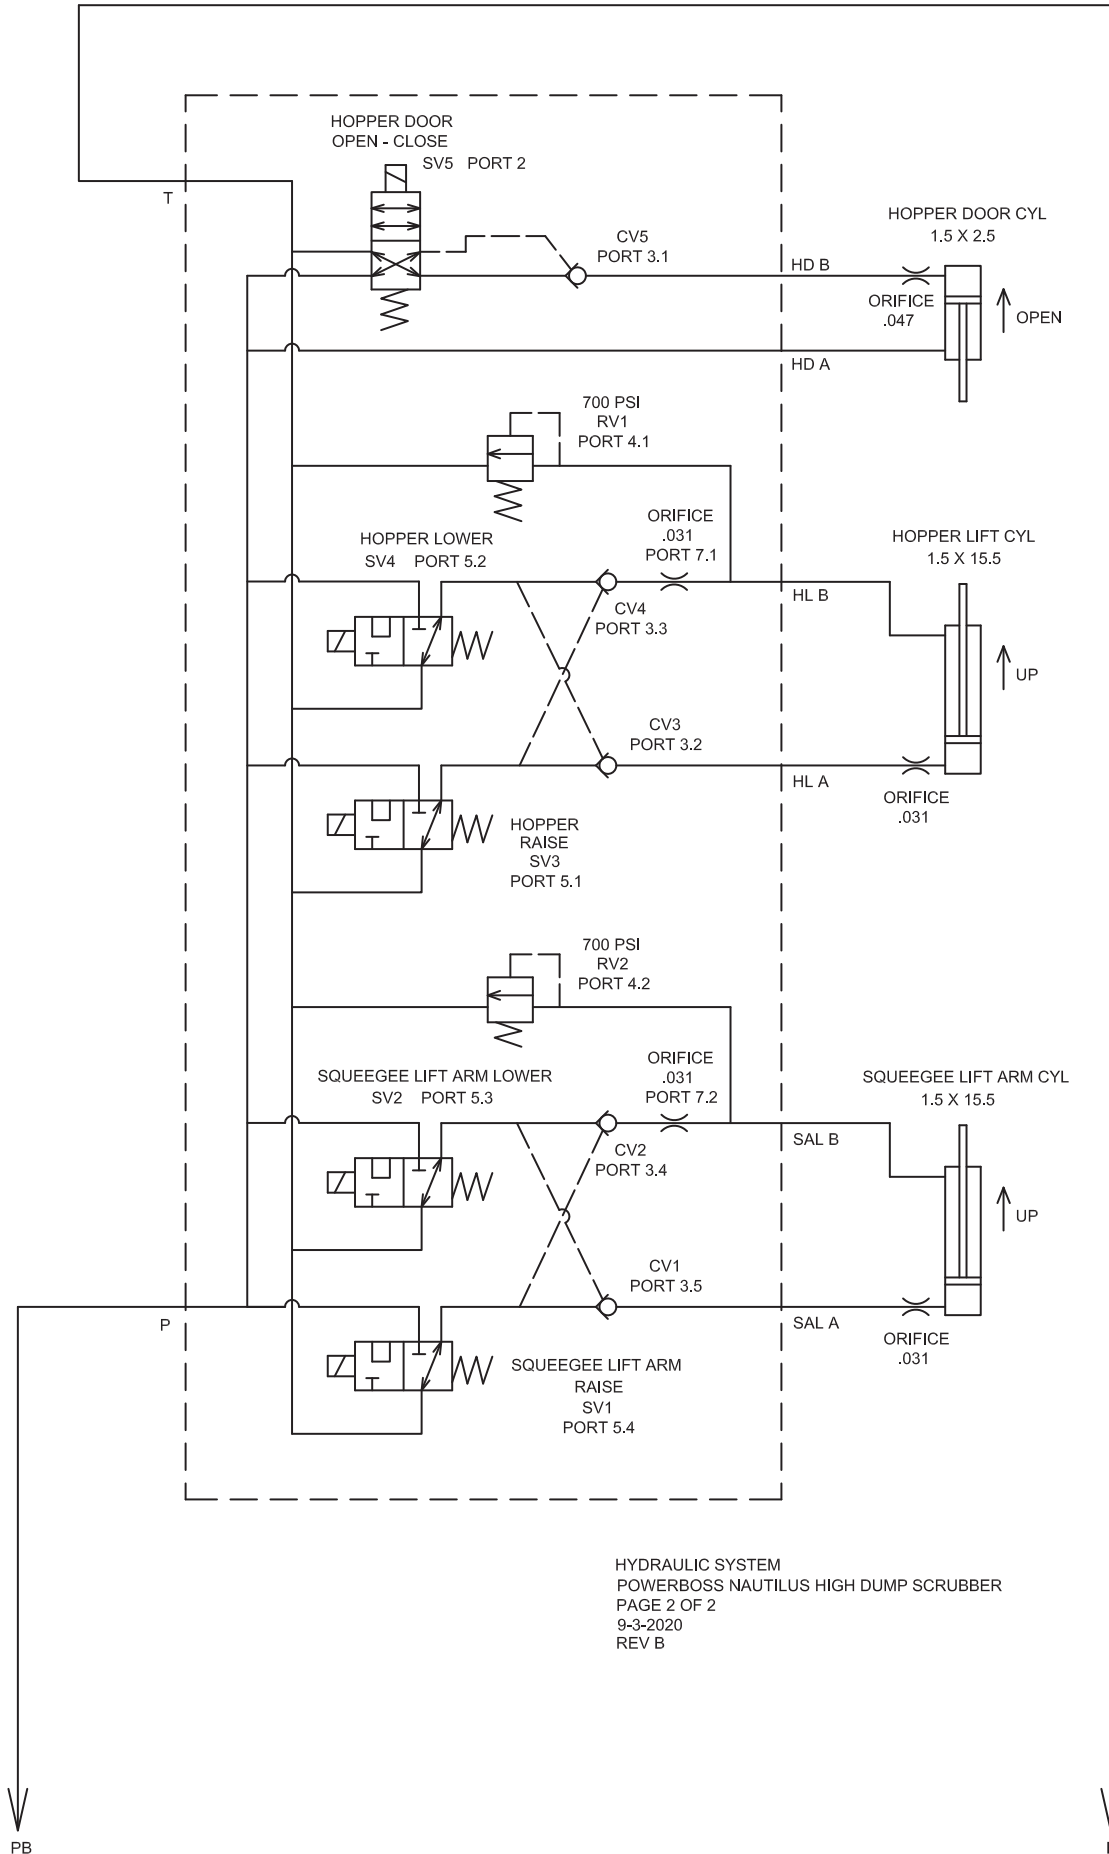 HOPPER DOOR
OPEN - CLOSE
SV5 PORT 2
T
CV5
PORT 3.1
HOPPER DOOR CYL
1.5 X 2.5
HD B
ORIFICE
.047
OPEN
HD A
700 PSI
RV1
PORT 4.1
HOPPER LOWER
SV4 PORT 5.2
ORIFICE
.031
PORT 7.1
HOPPER LIFT CYL
1.5 X 15.5
HL B
CV4
PORT 3.3
UP
CV3
PORT 3.2
HL A
ORIFICE
.031
HOPPER
RAISE
SV3
PORT 5.1
700 PSI
RV2
PORT 4.2
SQUEEGEE LIFT ARM LOWER
SV2 PORT 5.3
ORIFICE
.031
PORT 7.2
SQUEEGEE LIFT ARM CYL
1.5 X 15.5
SAL B
CV2
PORT 3.4
UP
CV1
PORT 3.5
P
SAL A
ORIFICE
.031
SQUEEGEE LIFT ARM
RAISE
SV1
PORT 5.4
HYDRAULIC SYSTEM
POWERBOSS NAUTILUS HIGH DUMP SCRUBBER
PAGE 2 OF 2
9-3-2020
REV B
PB